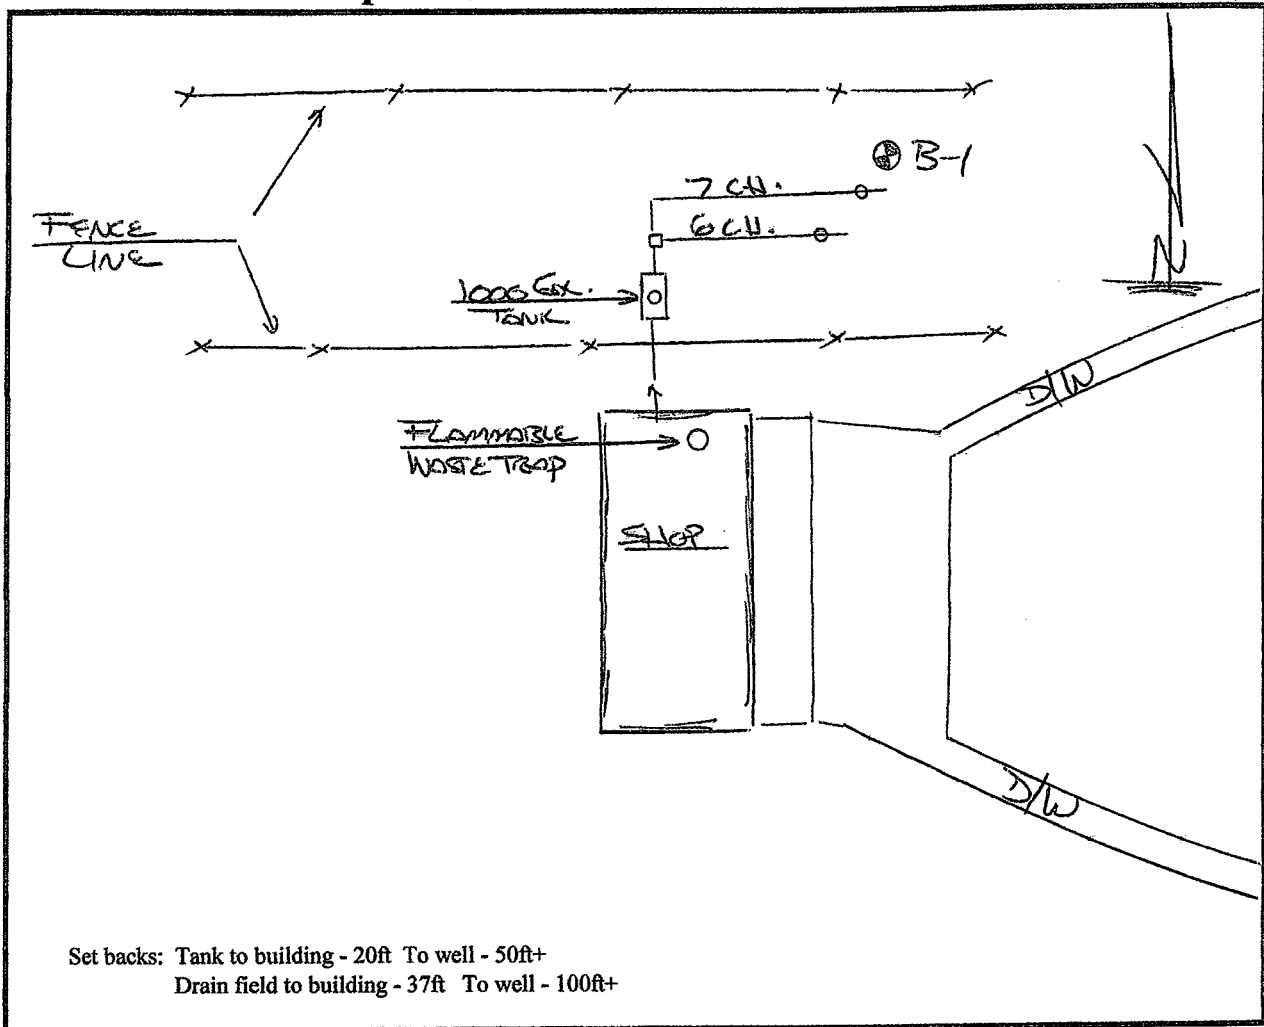 B-1
7 CH.
6 CH.
FENCE
LINE
1000 GAL.
TANK
N
D/W
FLAMMABLE
WASTE TRAP
SHOP
D/W
Set backs: Tank to building - 20ft To well - 50ft+
Drain field to building - 37ft To well - 100ft+